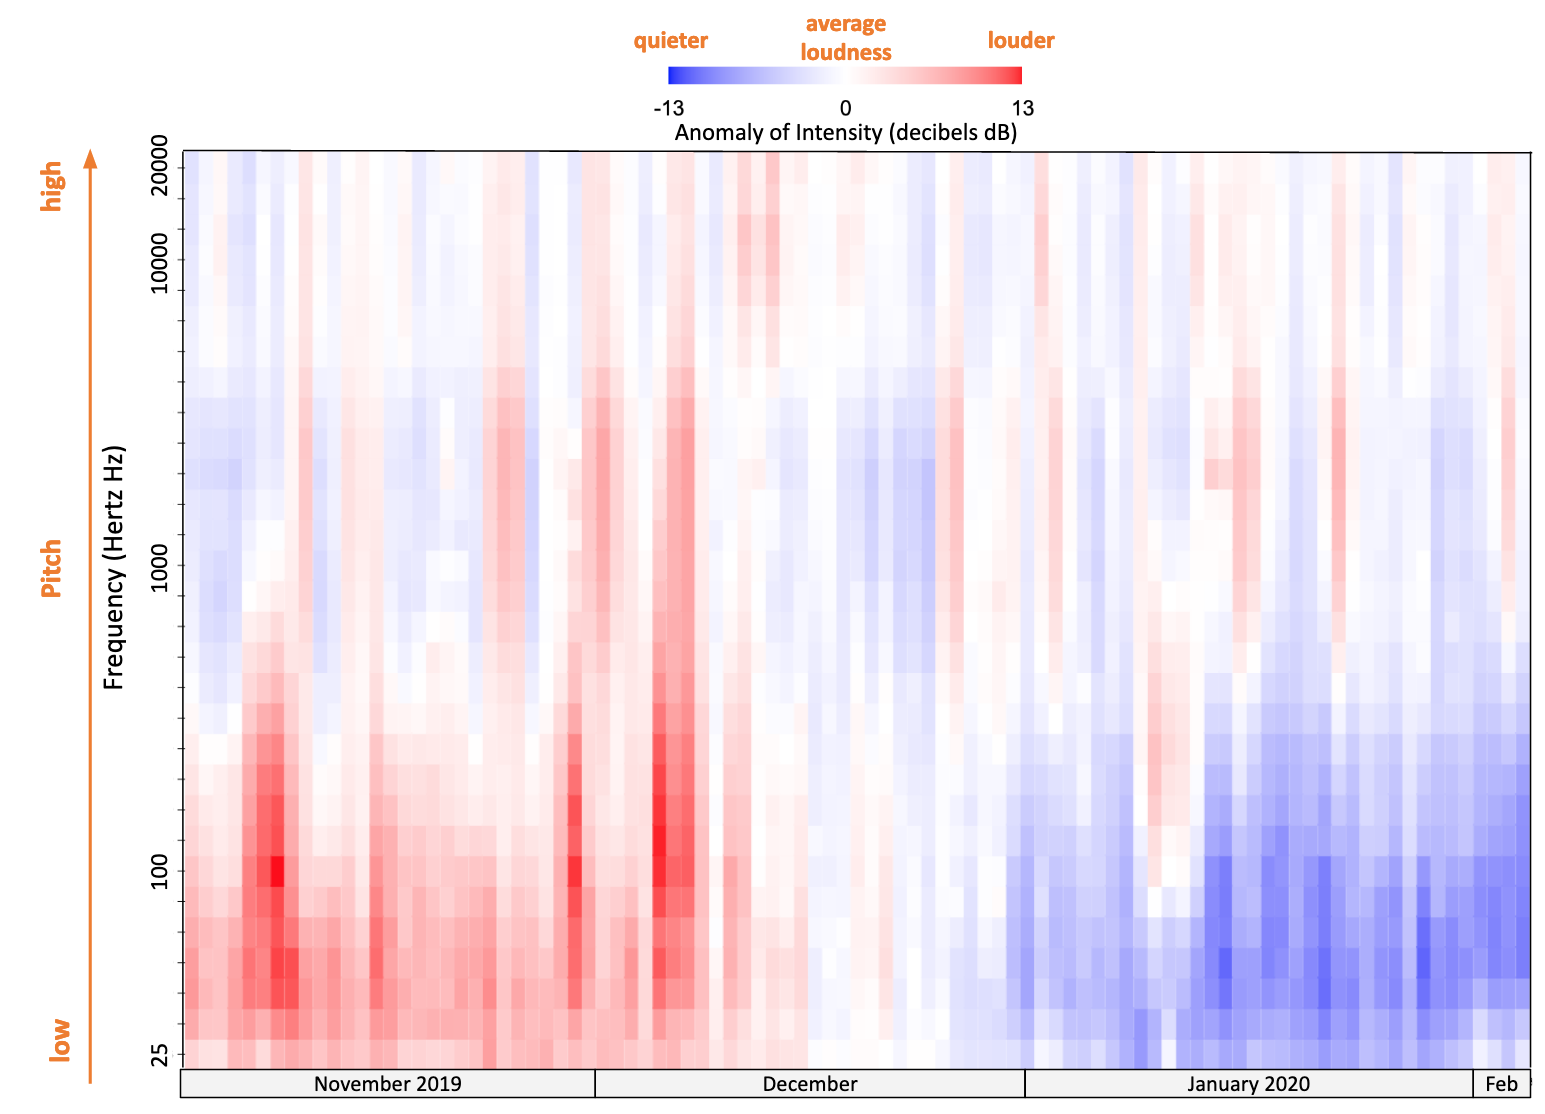 quieter
average
loudness
louder
-13
0
13
Anomaly of Intensity (decibels dB)
high
Pitch
low
Frequency (Hertz Hz)
20000
10000
1000
100
25
November 2019
December
January 2020
Feb